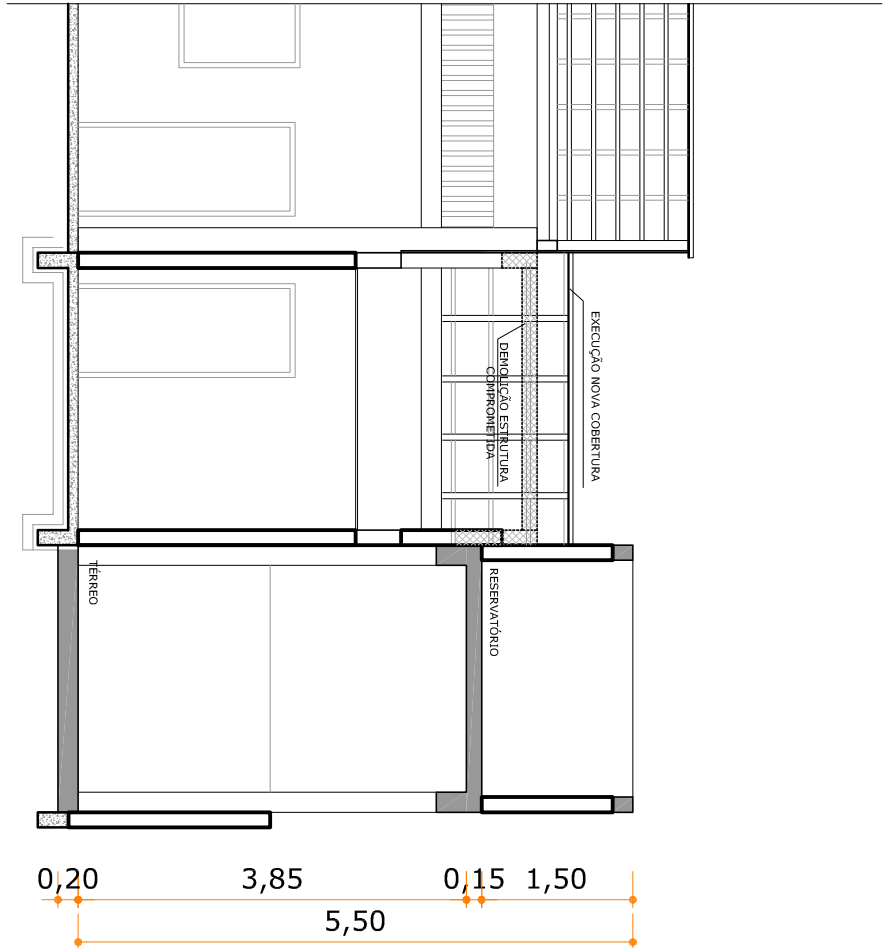 EXECUÇÃO NOVA COBERTURA
DEMOLIÇÃO ESTRUTURA
COMPROMETIDA
TÉRREO
RESERVATÓRIO
0,20
3,85
0,15
1,50
5,50